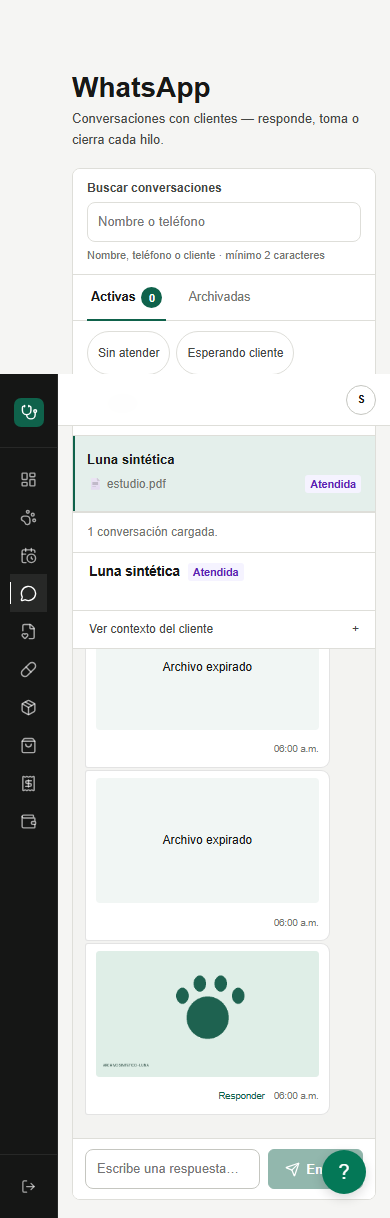 WhatsApp
Conversaciones con clientes — responde, toma o
cierra cada hilo.
Buscar conversaciones
Nombre o teléfono
Nombre, teléfono o cliente · mínimo 2 caracteres
Activas 0 Archivadas
Sin atender Esperando cliente
S
Luna sintética
estudio.pdf Atendida
1 conversación cargada.
Luna sintética Atendida
Ver contexto del cliente +
Archivo expirado
06:00 a.m.
Archivo expirado
06:00 a.m.
Responder 06:00 a.m.
Escribe una respuesta…
?